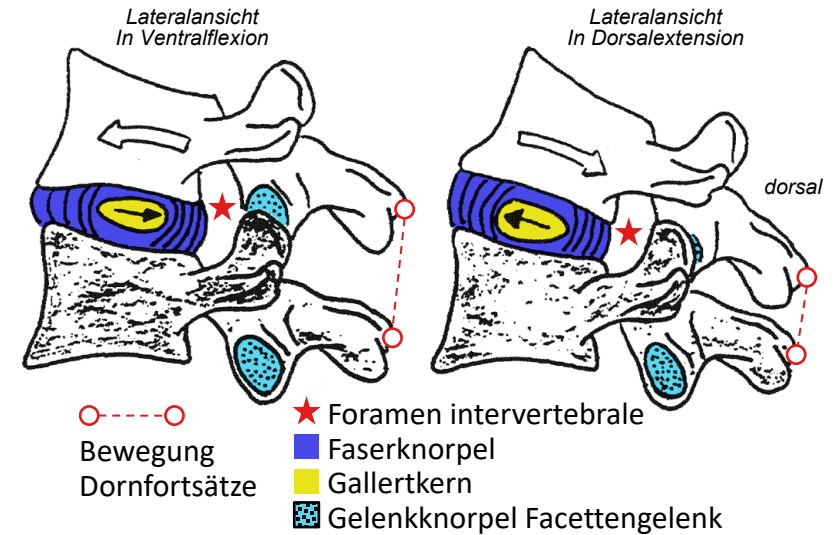 Lateralansicht
In Ventralflexion
Lateralansicht
In Dorsalextension
dorsal
Bewegung
Dornfortsätze
Foramen intervertebrale
Faserknorpel
Gallertkern
Gelenkknorpel Facettengelenk